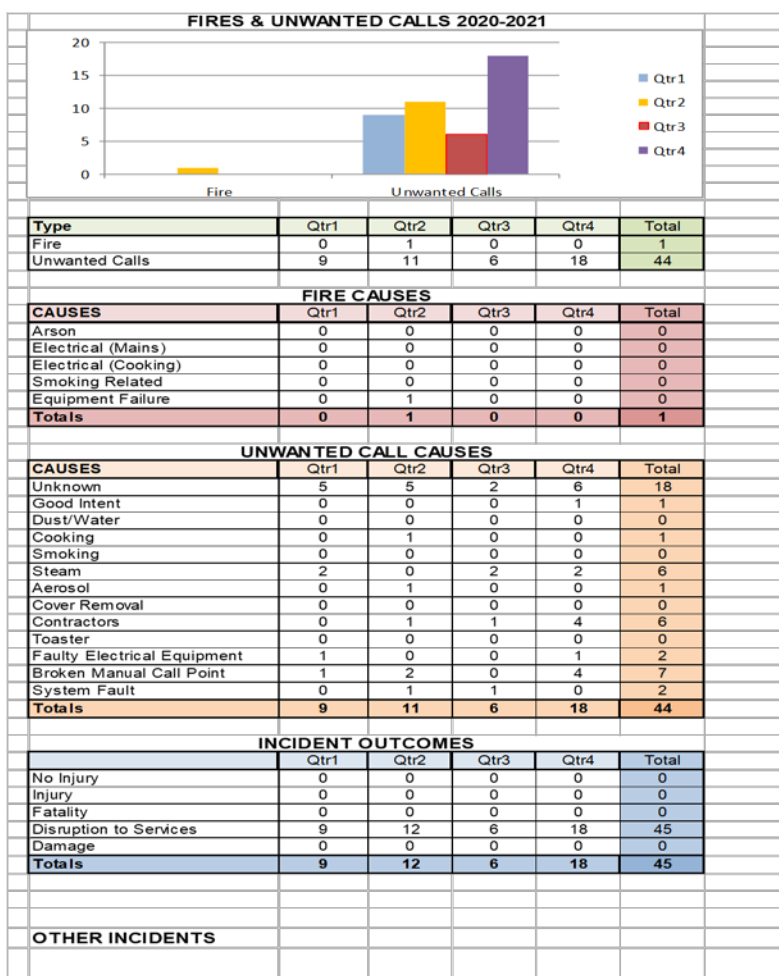 FIRES & UNWANTED CALLS 2020-2021
20
15
10
5
0
Qtr1
Qtr2
Qtr3
Qtr4
Fire Unwanted Calls
Type Qtr1 Qtr2 Qtr3 Qtr4 Total
Fire 0 1 0 0 1
Unwanted Calls 9 11 6 18 44
FIRE CAUSES
CAUSES Qtr1 Qtr2 Qtr3 Qtr4 Total
Arson 0 0 0 0 0
Electrical (Mains) 0 0 0 0 0
Electrical (Cooking) 0 0 0 0 0
Smoking Related 0 0 0 0 0
Equipment Failure 0 1 0 0 0
Totals 0 1 0 0 1
UNWANTED CALL CAUSES
CAUSES Qtr1 Qtr2 Qtr3 Qtr4 Total
Unknown 5 5 2 6 18
Good Intent 0 0 0 1 1
Dust/Water 0 0 0 0 0
Cooking 0 1 0 0 1
Smoking 0 0 0 0 0
Steam 2 0 2 2 6
Aerosol 0 1 0 0 1
Cover Removal 0 0 0 0 0
Contractors 0 1 1 4 6
Toaster 0 0 0 0 0
Faulty Electrical Equipment 1 0 0 1 2
Broken Manual Call Point 1 2 0 4 7
System Fault 0 1 1 0 2
Totals 9 11 6 18 44
INCIDENT OUTCOMES
Qtr1 Qtr2 Qtr3 Qtr4 Total
No Injury 0 0 0 0 0
Injury 0 0 0 0 0
Fatality 0 0 0 0 0
Disruption to Services 9 12 6 18 45
Damage 0 0 0 0 0
Totals 9 12 6 18 45
OTHER INCIDENTS